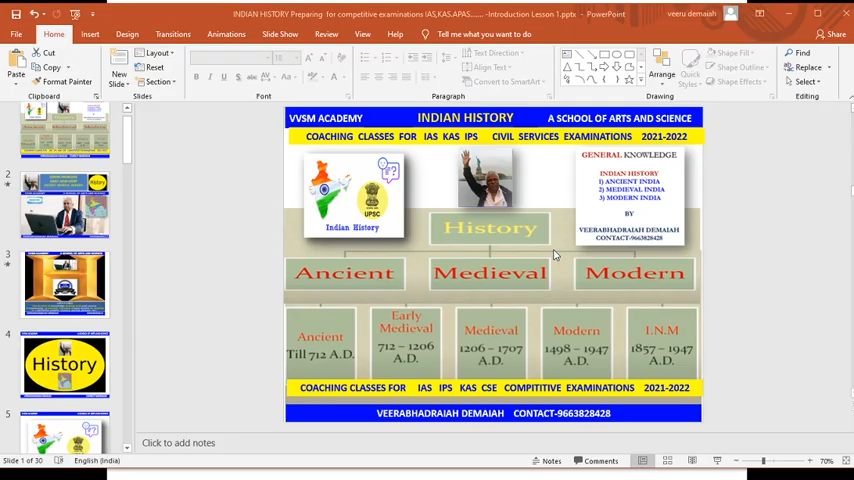 INDIAN HISTORY Preparing for competitive examinations IAS,KAS.APAS....... -Introduction Lesson 1.pptx - PowerPoint
veeru demaiah
File Home Insert Design Transitions Animations Slide Show Review View Help Tell me what you want to do Share
Paste
Cut
Copy
Format Painter
Clipboard
New Slide
Layout
Reset
Section
Slides
18
Font
Text Direction
Align Text
Convert to SmartArt
Paragraph
Arrange
Quick Styles
Shape Fill
Shape Outline
Shape Effects
Drawing
Find
Replace
Select
Editing
2
3
4
History
5
VVSM ACADEMY INDIAN HISTORY A SCHOOL OF ARTS AND SCIENCE
COACHING CLASSES FOR IAS KAS IPS CIVIL SERVICES EXAMINATIONS 2021-2022
UPSC
Indian History
GENERAL KNOWLEDGE
INDIAN HISTORY
1) ANCIENT INDIA
2) MEDIEVAL INDIA
3) MODERN INDIA
BY
VEERABHADRAIAH DEMAIAH
CONTACT-9663828428
History
Ancient Medieval Modern
Ancient
Till 712 A.D.
Early
Medieval
712 – 1206
A.D.
Medieval
1206 – 1707
A.D.
Modern
1498 – 1947
A.D.
I.N.M
1857 – 1947
A.D.
COACHING CLASSES FOR IAS IPS KAS CSE COMPITITIVE EXAMINATIONS 2021-2022
VEERABHADRAIAH DEMAIAH CONTACT-9663828428
Click to add notes
Slide 1 of 30 English (India) Notes Comments 70%